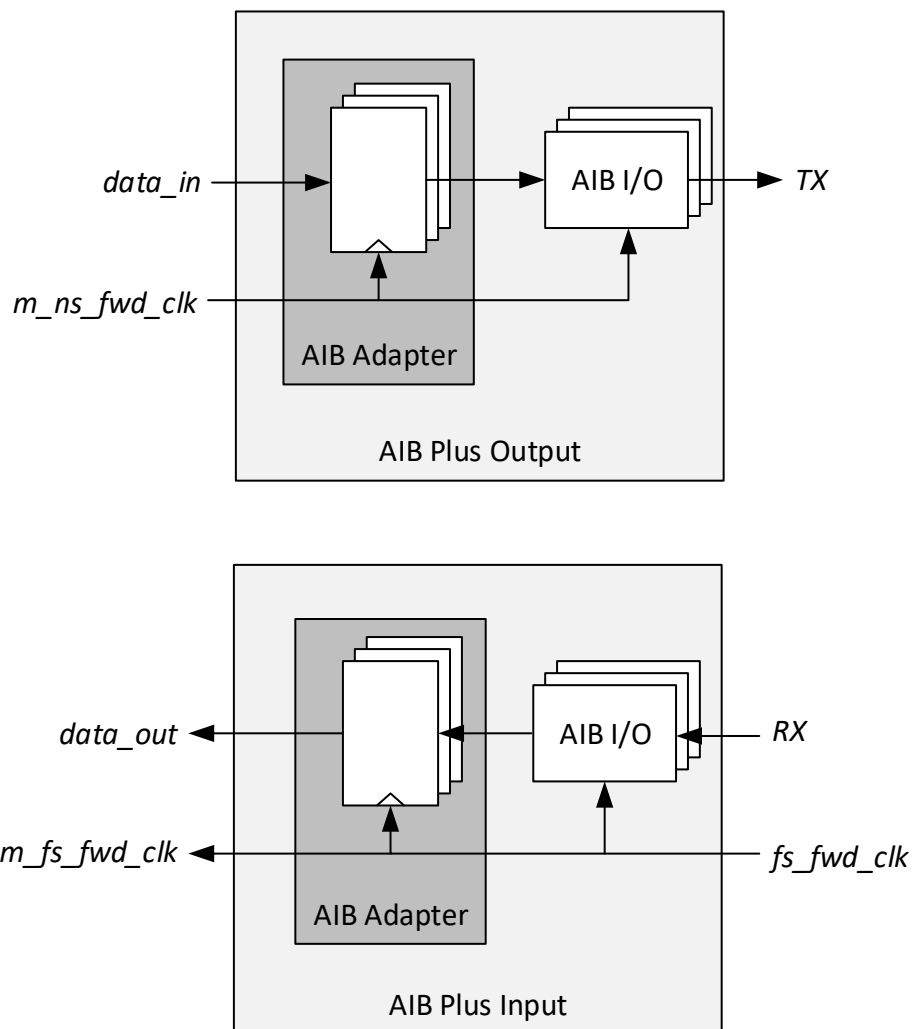 data_in
AIB I/O
TX
m_ns_fwd_clk
AIB Adapter
AIB Plus Output
data_out
AIB I/O
RX
m_fs_fwd_clk
fs_fwd_clk
AIB Adapter
AIB Plus Input